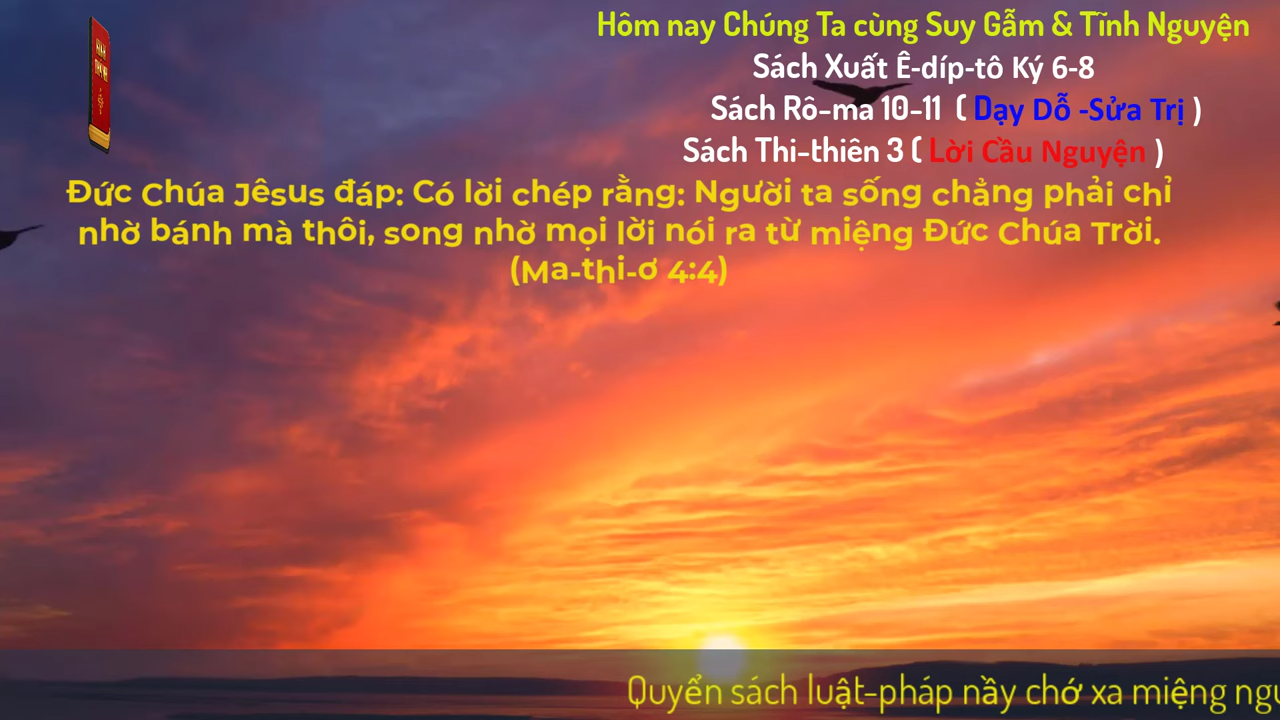 Hôm nay Chúng Ta cùng Suy Gẫm & Tĩnh Nguyện
Sách Xuất Ê-díp-tô Ký 6-8
Sách Rô-ma 10-11 ( Dạy Dỗ -Sửa Trị )
Sách Thi-thiên 3 ( Lời Cầu Nguyện )
Đức Chúa Jêsus đáp: Có lời chép rằng: Người ta sống chẳng phải chỉ
nhờ bánh mà thôi, song nhờ mọi lời nói ra từ miệng Đức Chúa Trời.
(Ma-thi-ơ 4:4)
Quyển sách luật-pháp nầy chớ xa miệng